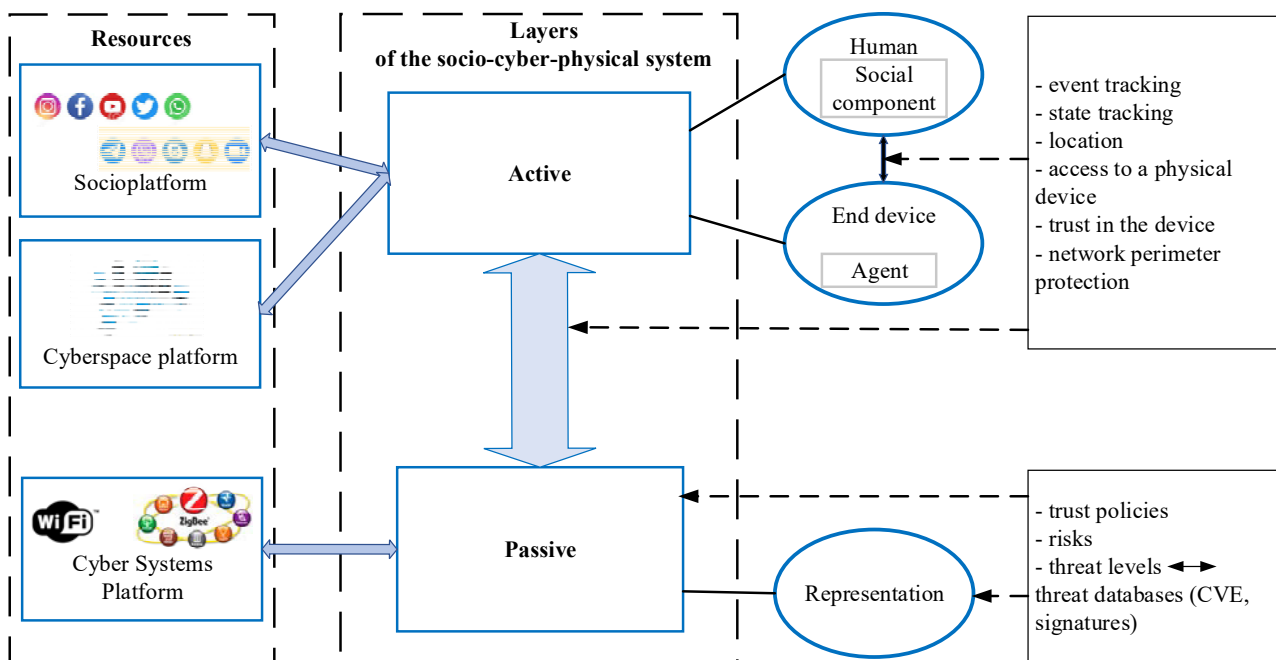 Resources
Socioplatform
Cyberspace platform
WiFi™
ZigBee
Cyber Systems
Platform
Layers
of the socio-cyber-physical system
Active
Passive
Human
Social
component
End device
Agent
Representation
- event tracking
- state tracking
- location
- access to a physical
device
- trust in the device
- network perimeter
protection
- trust policies
- risks
- threat levels
threat databases (CVE,
signatures)